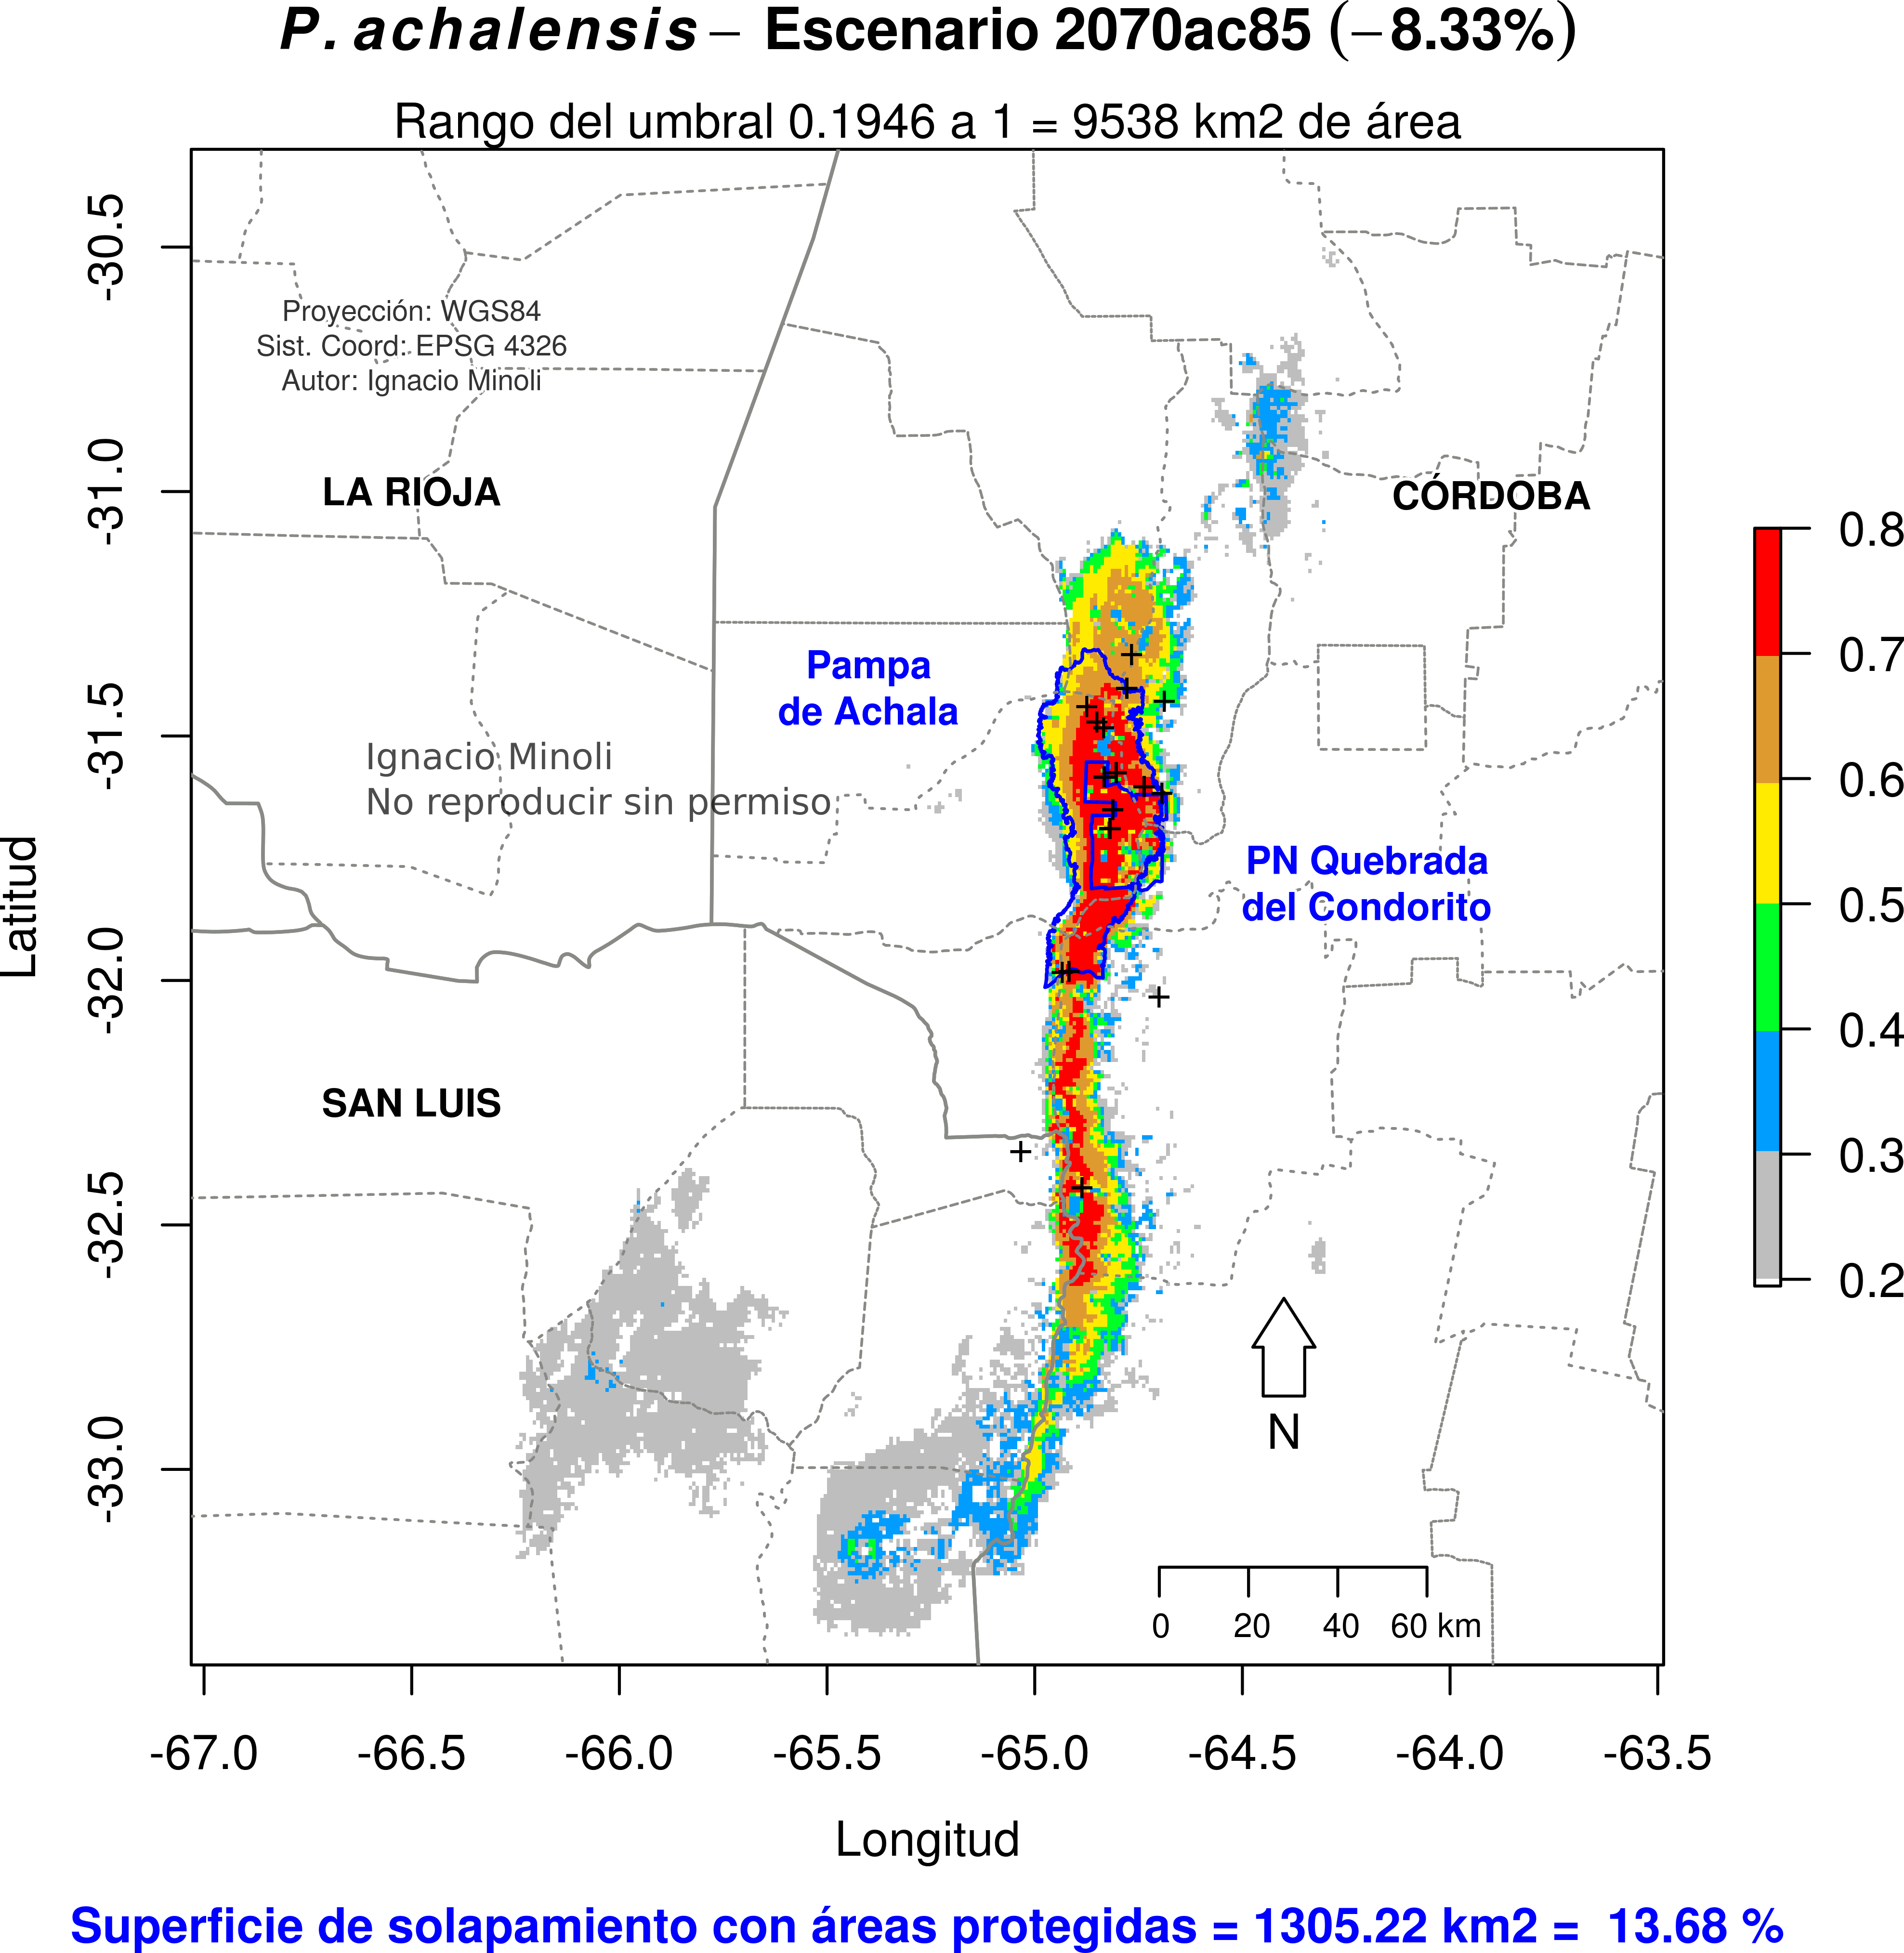 P. achalensis – Escenario 2070ac85 (−8.33%)
Rango del umbral 0.1946 a 1 = 9538 km2 de área
Proyección: WGS84
Sist. Coord: EPSG 4326
Autor: Ignacio Minoli
LA RIOJA
CÓRDOBA
Pampa
de Achala
Ignacio Minoli
No reproducir sin permiso
PN Quebrada
del Condorito
SAN LUIS
N
0 20 40 60 km
Latitud
-30.5
-31.0
-31.5
-32.0
-32.5
-33.0
0.8
0.7
0.6
0.5
0.4
0.3
0.2
-67.0 -66.5 -66.0 -65.5 -65.0 -64.5 -64.0 -63.5
Longitud
Superficie de solapamiento con áreas protegidas = 1305.22 km2 = 13.68 %